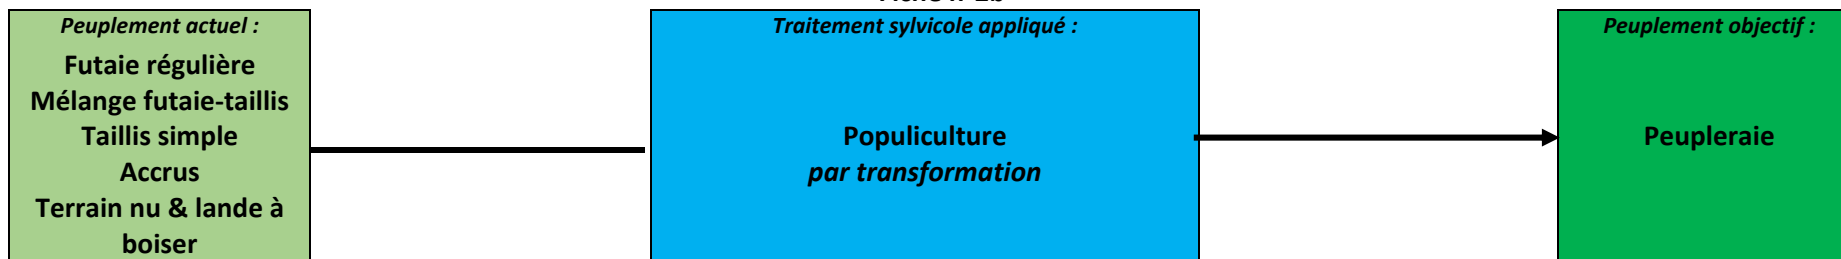 Peuplement actuel :
Futaie régulière
Mélange futaie-taillis
Taillis simple
Accrus
Terrain nu & lande à
boiser
Traitement sylvicole appliqué :
Populiculture
par transformation
Peuplement objectif :
Peupleraie